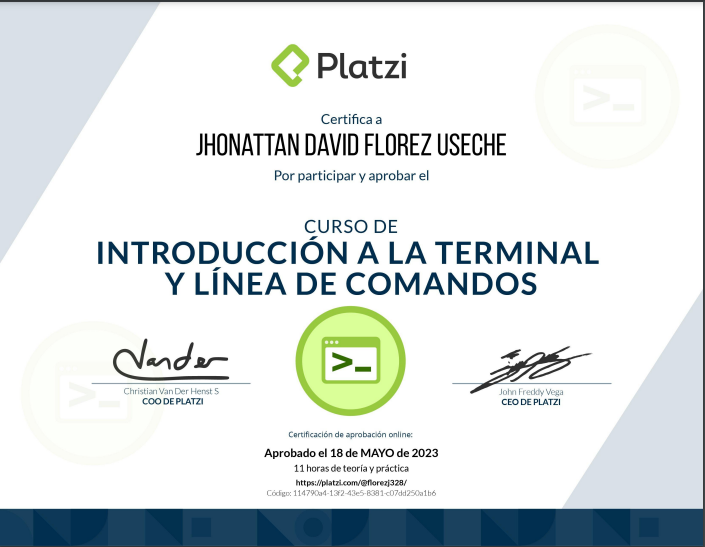 Platzi
Certifica a
JHONATTAN DAVID FLOREZ USECHE
Por participar y aprobar el
CURSO DE
INTRODUCCIÓN A LA TERMINAL
Y LÍNEA DE COMANDOS
>_
Vander
Christian Van Der Henst S
COO DE PLATZI
John Freddy Vega
CEO DE PLATZI
Certificación de aprobación online:
Aprobado el 18 de MAYO de 2023
11 horas de teoría y práctica
https://platzi.com/@florezj328/
Código: 114790a4-13f2-43e5-8381-c07dd250a1b6